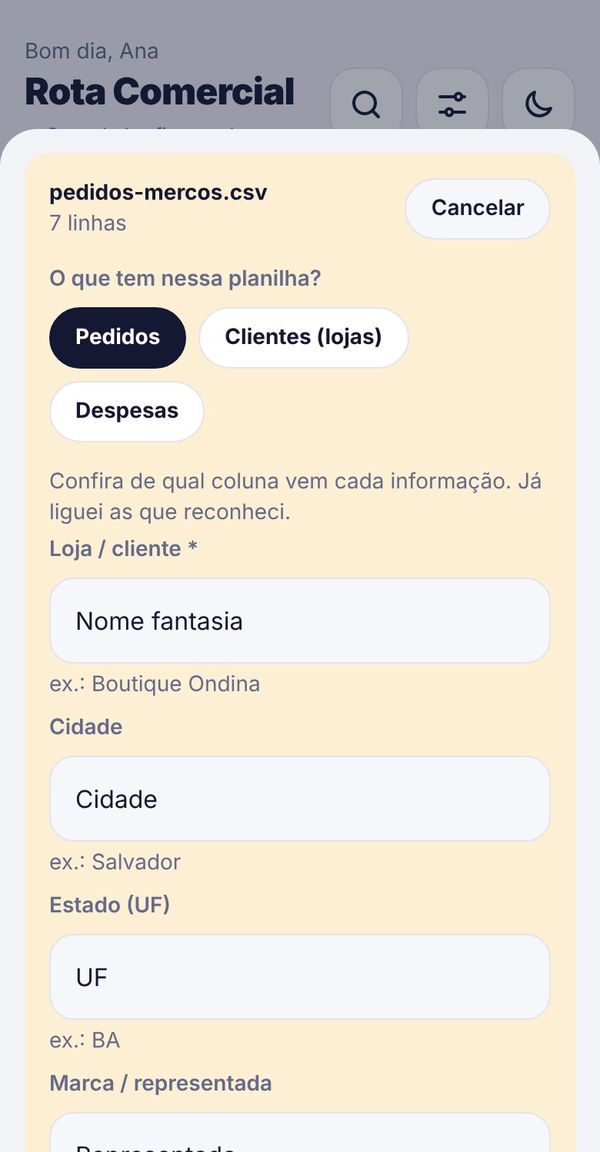 Bom dia, Ana
Rota Comercial
pedidos-mercos.csv
7 linhas
Cancelar
O que tem nessa planilha?
Pedidos
Clientes (lojas)
Despesas
Confira de qual coluna vem cada informação. Já
liguei as que reconheci.
Loja / cliente *
Nome fantasia
ex.: Boutique Ondina
Cidade
Cidade
ex.: Salvador
Estado (UF)
UF
ex.: BA
Marca / representada